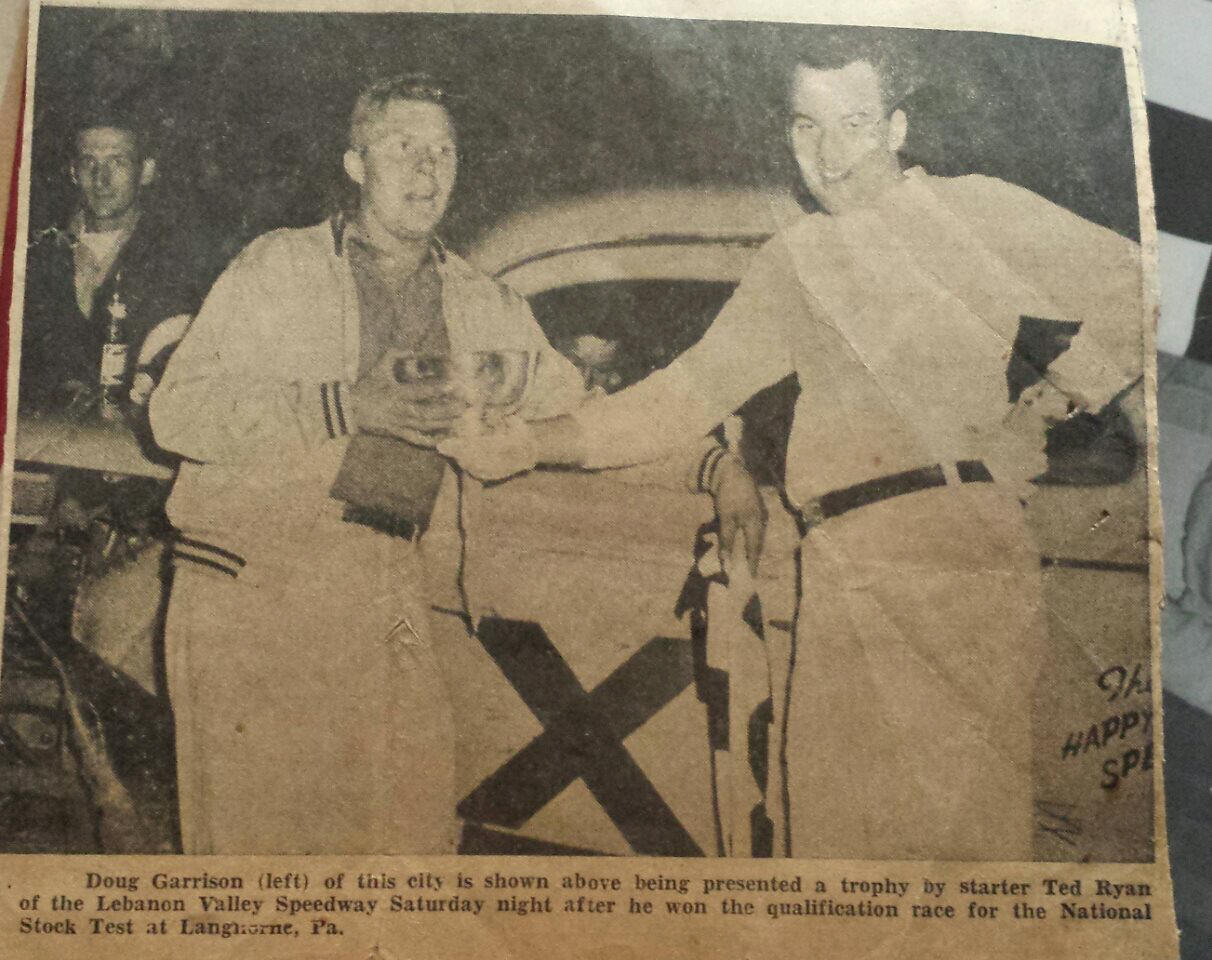 The
HAPPY
SPE
X
Doug Garrison (left) of this city is shown above being presented a trophy by starter Ted Ryan
of the Lebanon Valley Speedway Saturday night after he won the qualification race for the National
Stock Test at Langhorne, Pa.